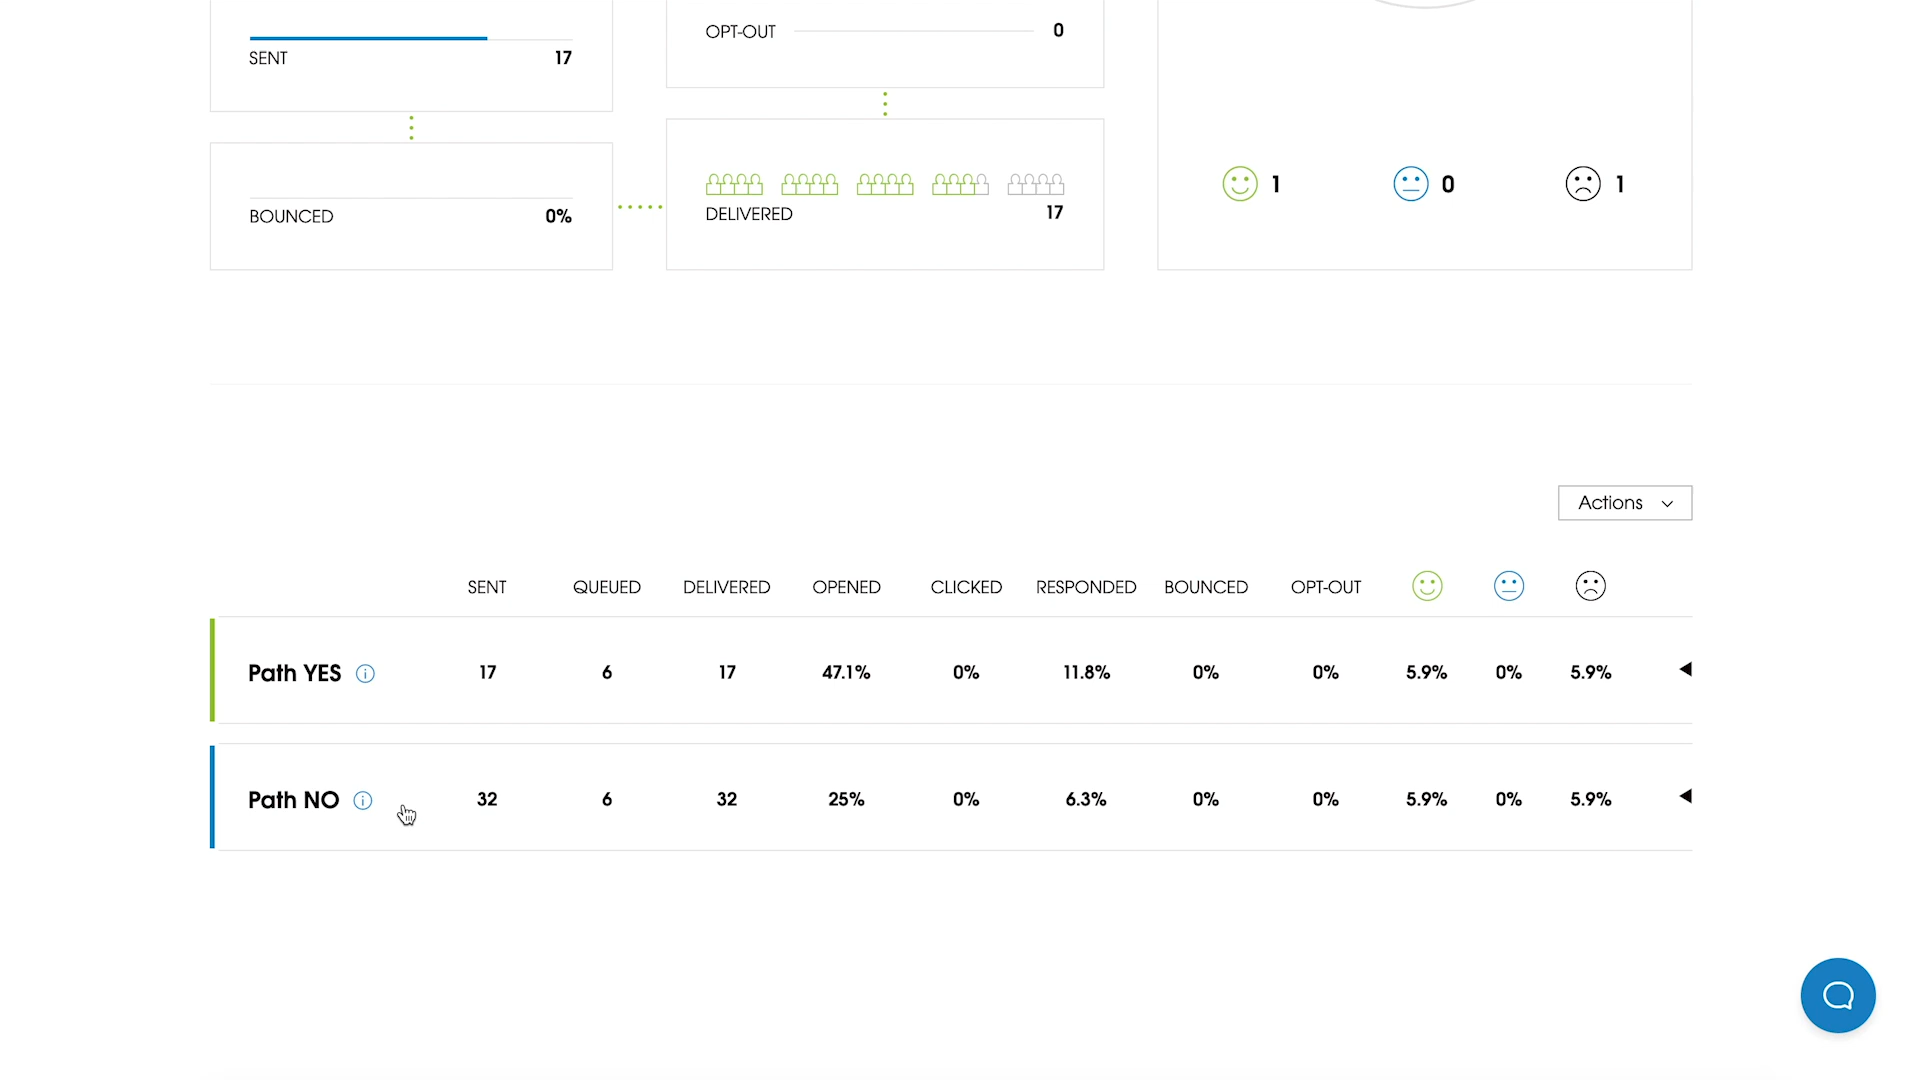 SENT 17
OPT-OUT 0
BOUNCED 0%
DELIVERED 17
1 0 1
Actions
SENT QUEUED DELIVERED OPENED CLICKED RESPONDED BOUNCED OPT-OUT
Path YES 17 6 17 47.1% 0% 11.8% 0% 0% 5.9% 0% 5.9%
Path NO 32 6 32 25% 0% 6.3% 0% 0% 5.9% 0% 5.9%